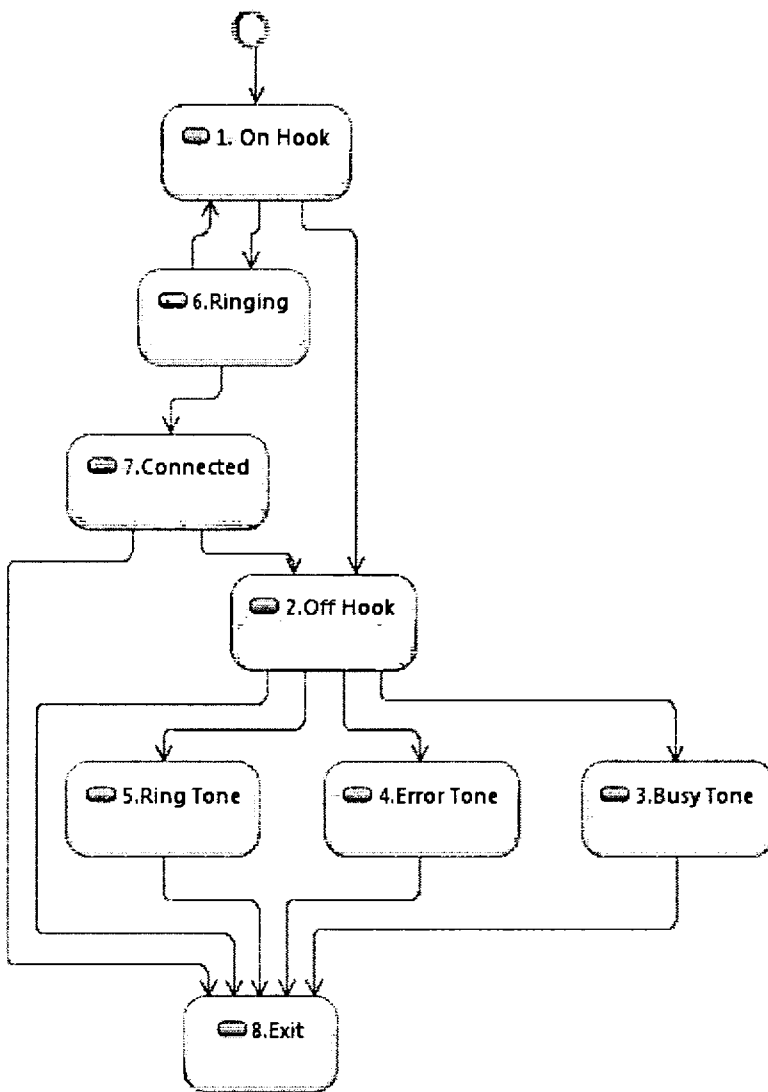 1. On Hook
6.Ringing
7.Connected
2.Off Hook
5.Ring Tone
4.Error Tone
3.Busy Tone
8.Exit